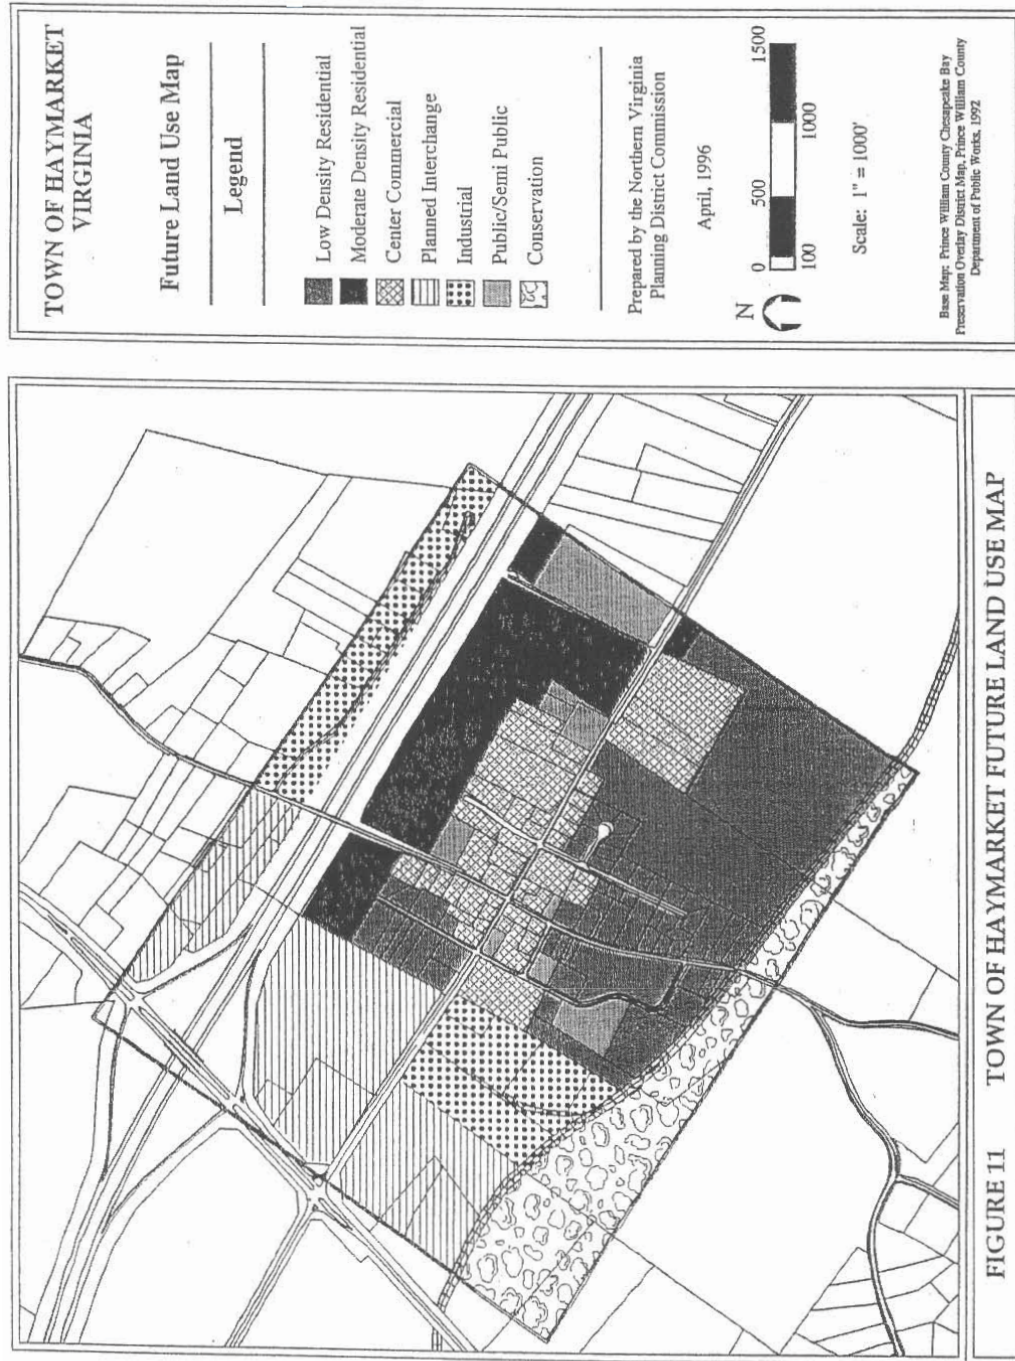 TOWN OF HAYMARKET
VIRGINIA
Future Land Use Map
Legend
Low Density Residential
Moderate Density Residential
Center Commercial
Planned Interchange
Industrial
Public/Semi Public
Conservation
Prepared by the Northern Virginia
Planning District Commission
April, 1996
N
0 500 1500
100 1000
Scale: 1" = 1000'
Base Map: Prince William County Chesapeake Bay
Preservation Overlay District Map, Prince William County
Department of Public Works, 1992
FIGURE 11 TOWN OF HAYMARKET FUTURE LAND USE MAP